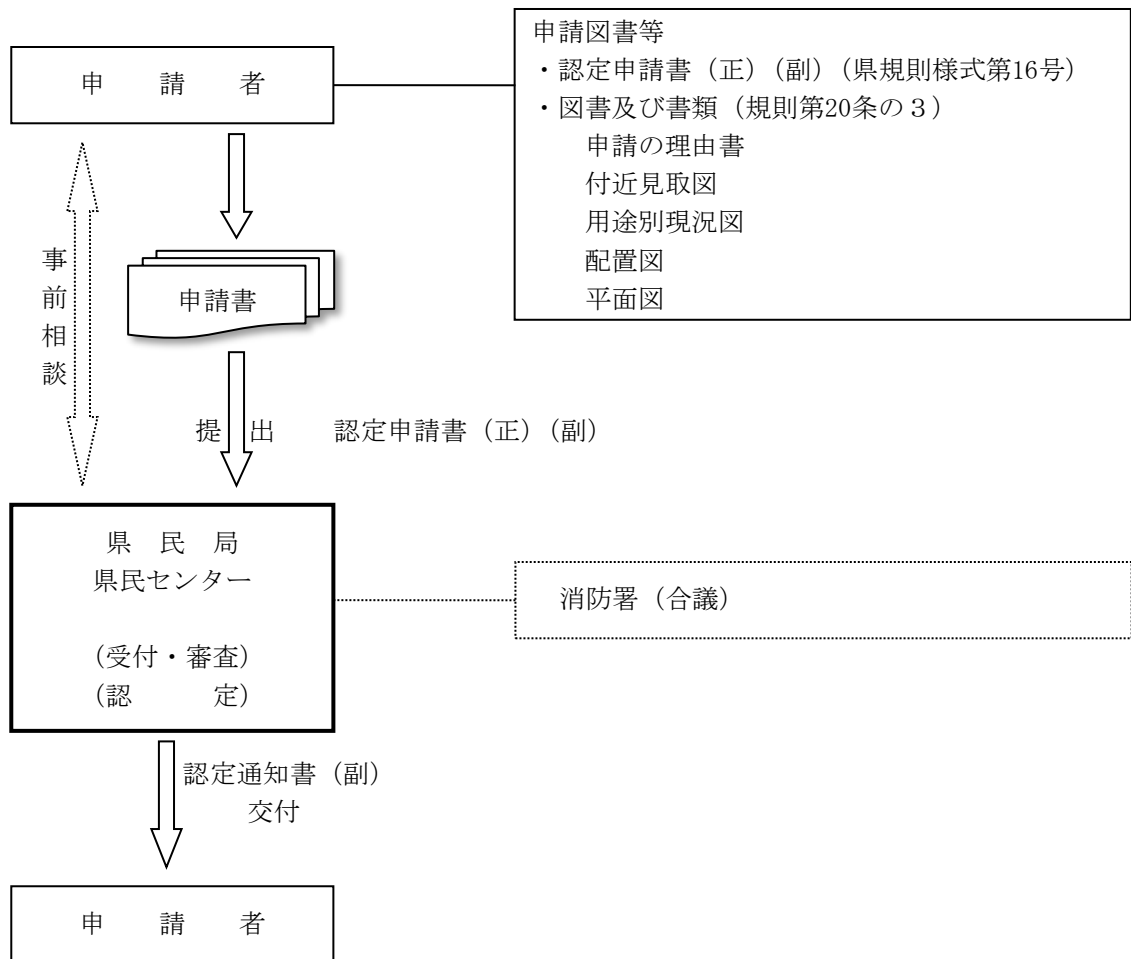 申請者
申請図書等
・認定申請書（正）（副）（県規則様式第16号）
・図書及び書類（規則第20条の３）
申請の理由書
付近見取図
用途別現況図
配置図
平面図
事前相談
申請書
提出
認定申請書（正）（副）
県民局
県民センター
（受付・審査）
（認定）
消防署（合議）
認定通知書（副）
交付
申請者